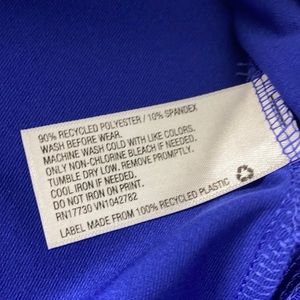 90% RECYCLED POLYESTER / 10% SPANDEX
WASH BEFORE WEAR.
MACHINE WASH COLD WITH LIKE COLORS.
ONLY NON-CHLORINE BLEACH IF NEEDED.
TUMBLE DRY LOW. REMOVE PROMPTLY.
COOL IRON IF NEEDED.
DO NOT IRON ON PRINT.
RN17730 VN1042782
LABEL MADE FROM 100% RECYCLED PLASTIC